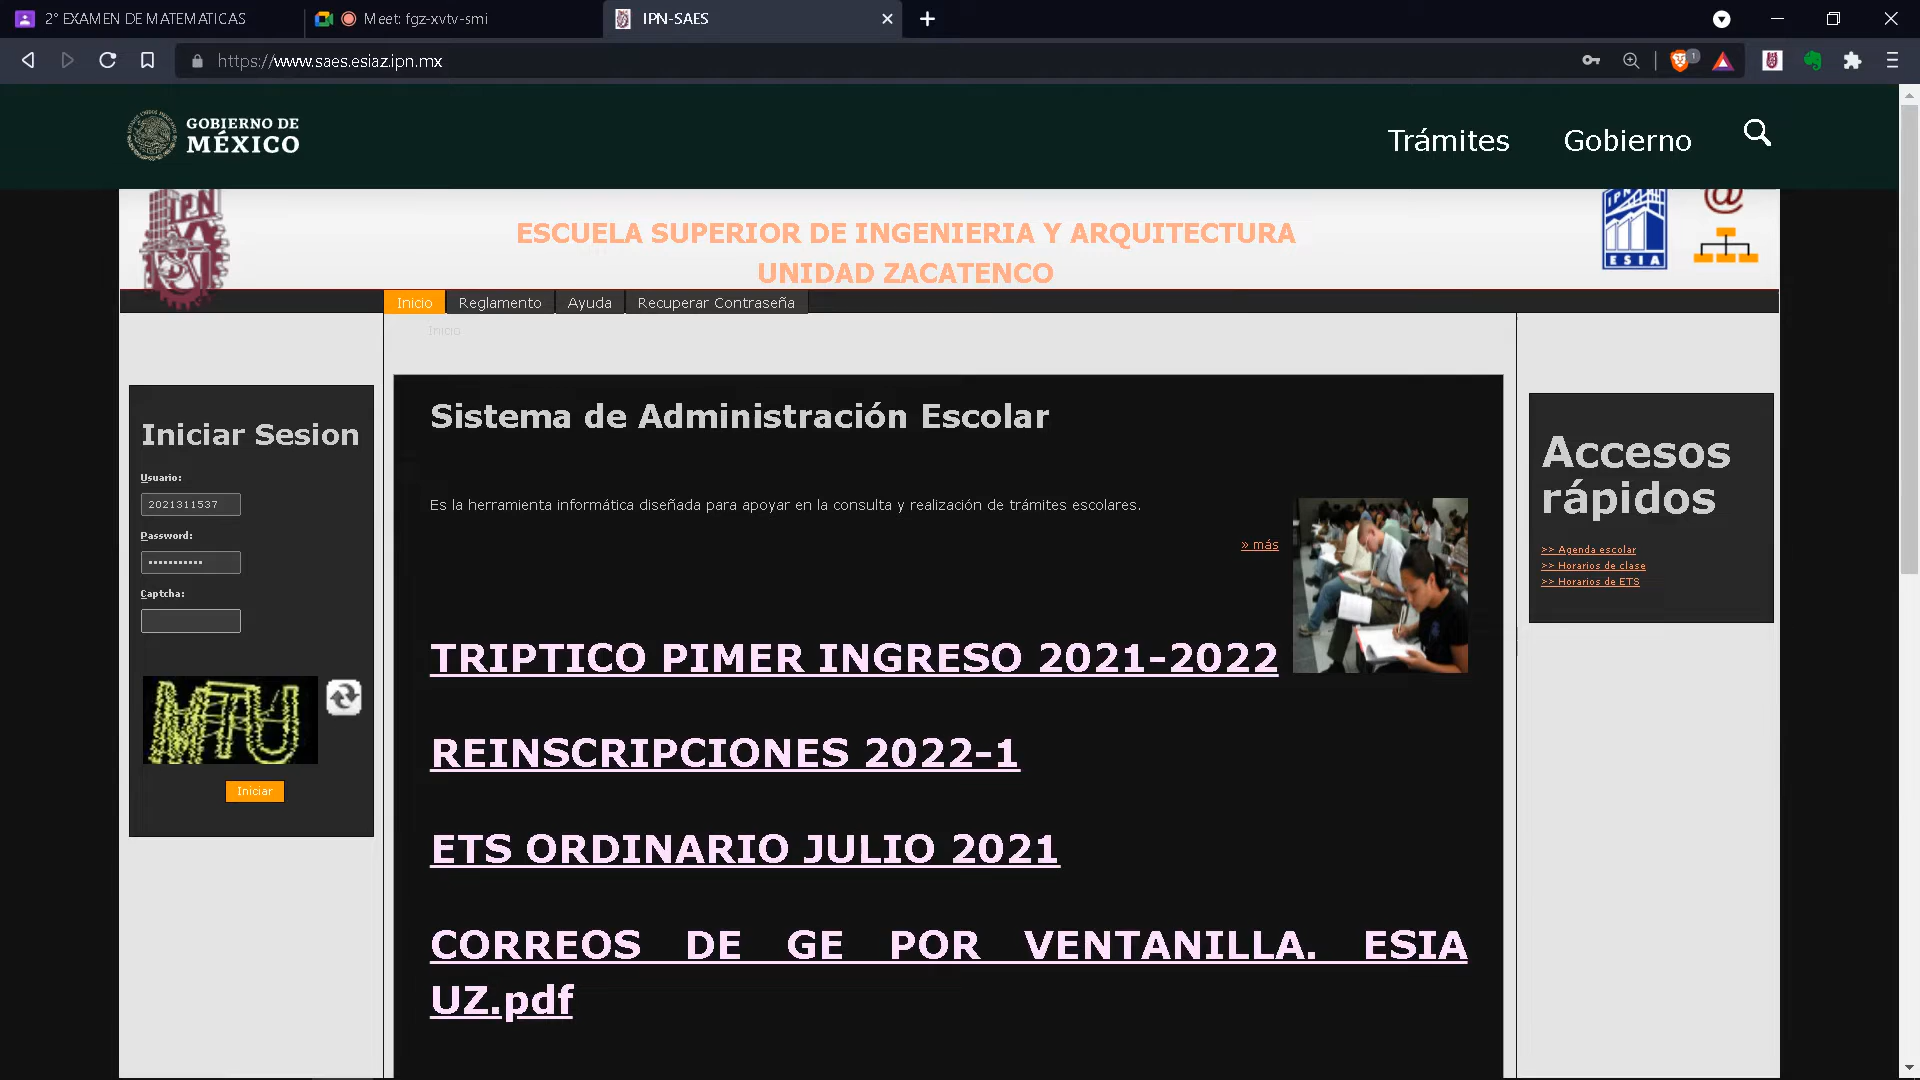 2° EXAMEN DE MATEMATICAS
Meet: fgz-xvtv-smi
IPN-SAES
https://www.saes.esiaz.ipn.mx
1
GOBIERNO DE
MÉXICO
Trámites
Gobierno
IPN
ESCUELA SUPERIOR DE INGENIERIA Y ARQUITECTURA
UNIDAD ZACATENCO
IPN
ESIA
@
Inicio
Reglamento
Ayuda
Recuperar Contraseña
Inicio
Iniciar Sesion
Usuario:
2021311537
Password:
•••••••••••
Captcha:
Iniciar
Sistema de Administración Escolar
Es la herramienta informática diseñada para apoyar en la consulta y realización de trámites escolares.
» más
TRIPTICO PIMER INGRESO 2021-2022
REINSCRIPCIONES 2022-1
ETS ORDINARIO JULIO 2021
CORREOS DE GE POR VENTANILLA. ESIA
UZ.pdf
Accesos
rápidos
>> Agenda escolar
>> Horarios de clase
>> Horarios de ETS